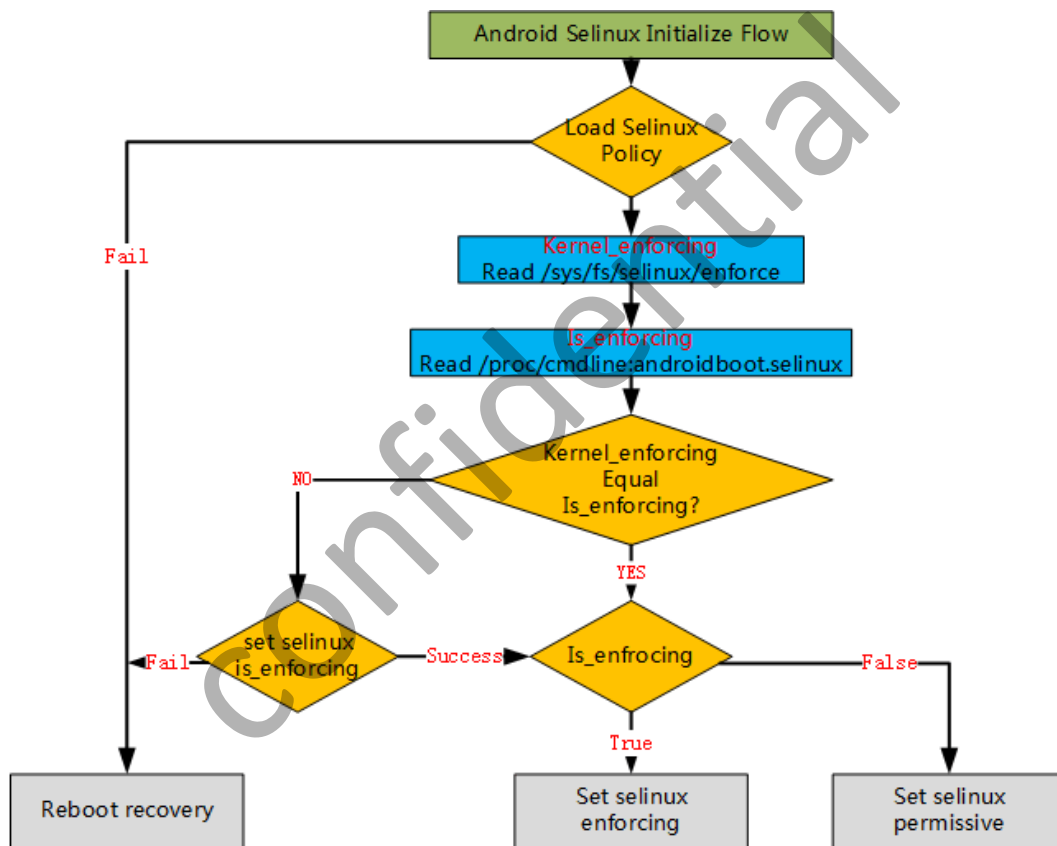 Android Selinux Initialize Flow
Load Selinux
Policy
Fail
Kernel_enforcing
Read /sys/fs/selinux/enforce
Is_enforcing
Read /proc/cmdline:androidboot.selinux
Kernel_enforcing
Equal
Is_enforcing?
NO
YES
set selinux
is_enforcing
Fail
Success
Is_enfrocing
False
True
Reboot recovery
Set selinux
enforcing
Set selinux
permissive
confidential